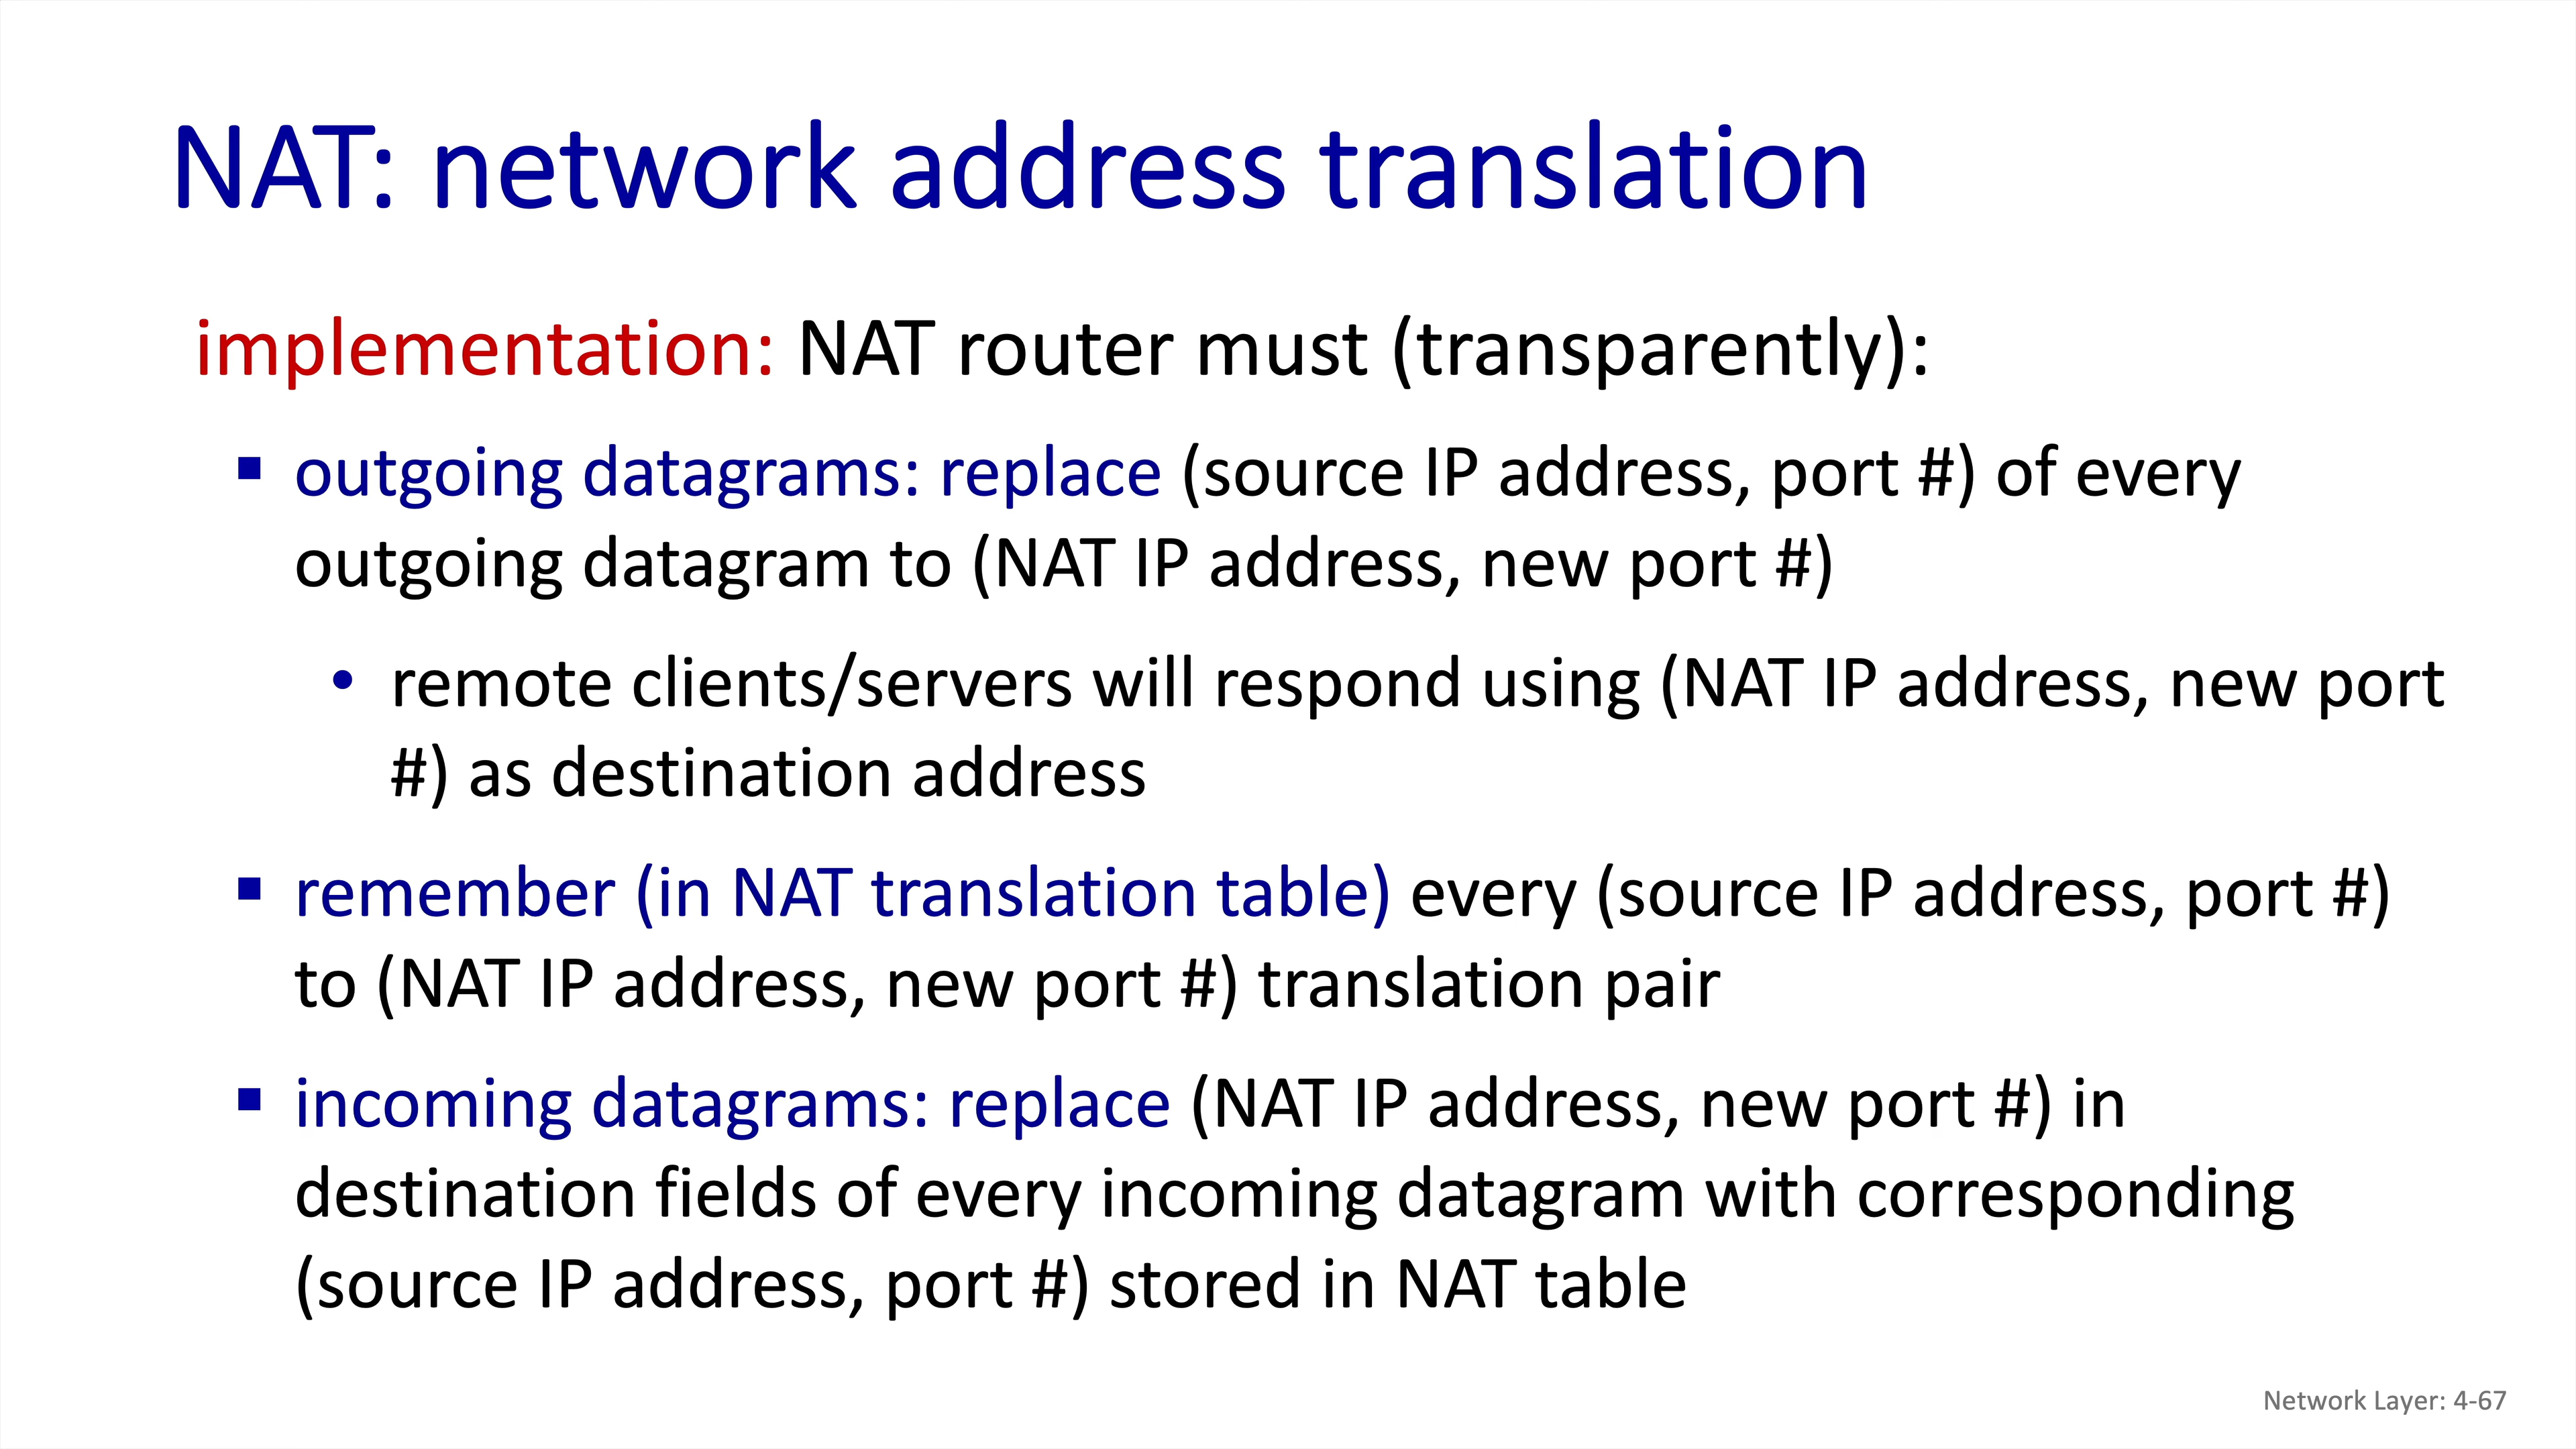 NAT: network address translation
implementation: NAT router must (transparently):
▪ outgoing datagrams: replace (source IP address, port #) of every
outgoing datagram to (NAT IP address, new port #)
• remote clients/servers will respond using (NAT IP address, new port
#) as destination address
▪ remember (in NAT translation table) every (source IP address, port #)
to (NAT IP address, new port #) translation pair
▪ incoming datagrams: replace (NAT IP address, new port #) in
destination fields of every incoming datagram with corresponding
(source IP address, port #) stored in NAT table
Network Layer: 4-67